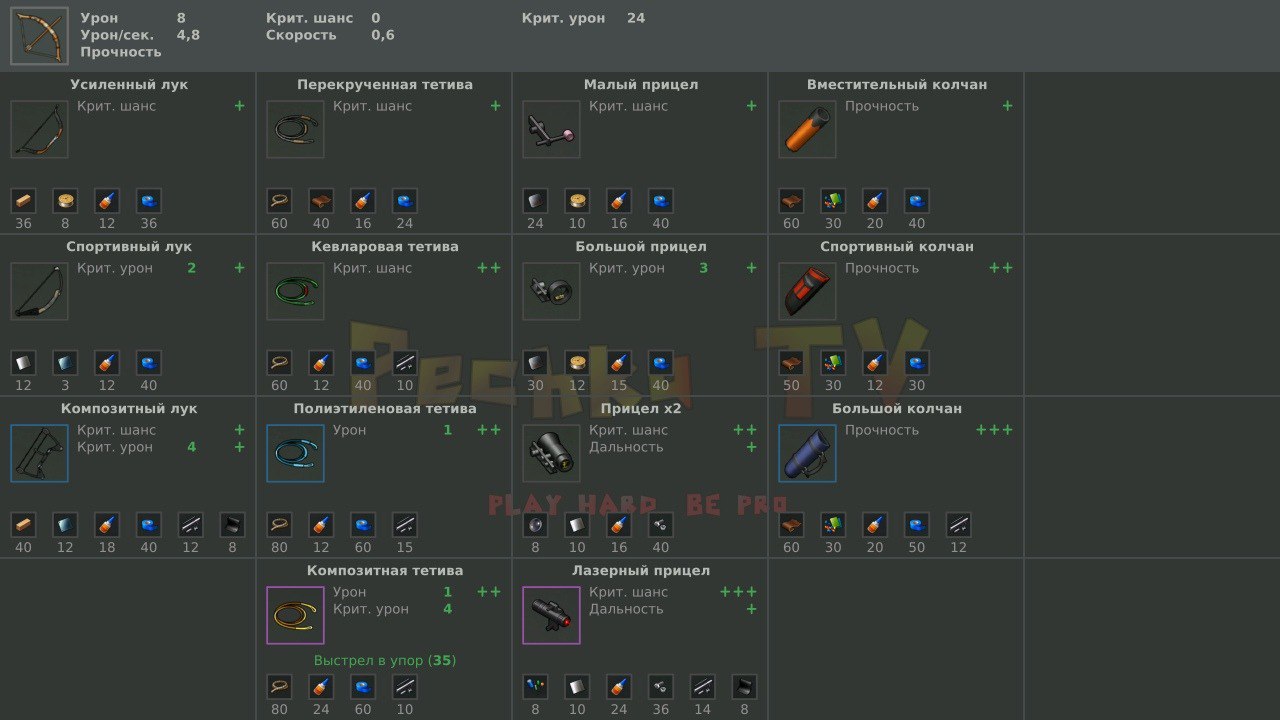 Урон 8 Крит. шанс 0 Крит. урон 24
Урон/сек. 4,8 Скорость 0,6
Прочность
Усиленный лук
Крит. шанс +
36 8 12 36
Перекрученная тетива
Крит. шанс +
60 40 16 24
Малый прицел
Крит. шанс +
24 10 16 40
Вместительный колчан
Прочность +
60 30 20 40
Спортивный лук
Крит. урон 2 +
12 3 12 40
Кевларовая тетива
Крит. шанс ++
60 12 40 10
Большой прицел
Крит. урон 3 +
30 12 15 40
Спортивный колчан
Прочность ++
50 30 12 30
Pechka TV
Композитный лук
Крит. шанс +
Крит. урон 4 +
40 12 18 40 12 8
Полиэтиленовая тетива
Урон 1 ++
80 12 60 15
Прицел x2
Крит. шанс ++
Дальность +
8 10 16 40
Большой колчан
Прочность +++
60 30 20 50 12
PLAY HARD BE PRO
Композитная тетива
Урон 1 ++
Крит. урон 4
Выстрел в упор (35)
80 24 60 10
Лазерный прицел
Крит. шанс +++
Дальность +
8 10 24 36 14 8